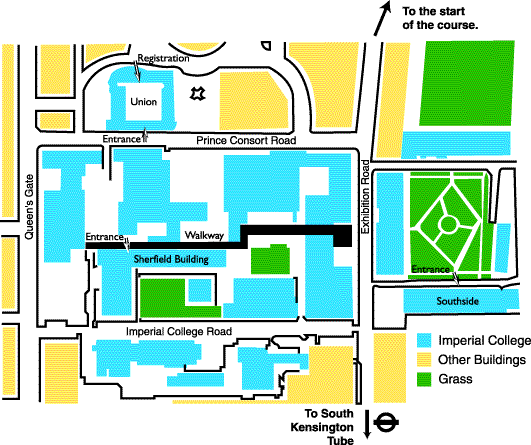 To the start
of the course.
Registration
Union
Entrance
Prince Consort Road
Queen's Gate
Exhibition Road
Entrance
Walkway
Sherfield Building
Entrance
Southside
Imperial College Road
Imperial College
Other Buildings
Grass
To South
Kensington
Tube